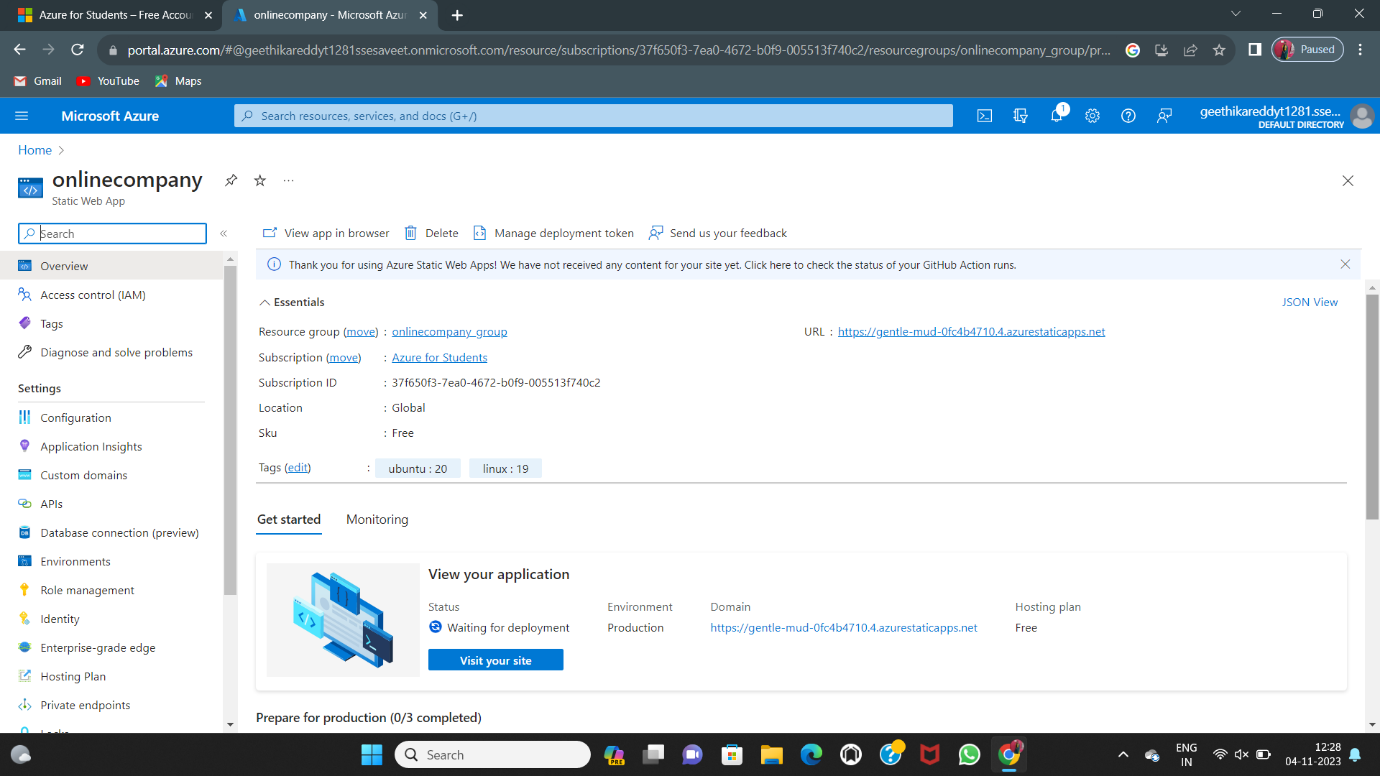 Azure for Students – Free Accou
onlinecompany - Microsoft Azur
portal.azure.com/#@geethikareddyt1281ssesaveet.onmicrosoft.com/resource/subscriptions/37f650f3-7ea0-4672-b0f9-005513f740c2/resourcegroups/onlinecompany_group/pr...
Paused
Gmail YouTube Maps
Microsoft Azure
Search resources, services, and docs (G+/)
1
geethikareddyt1281.sse...
DEFAULT DIRECTORY
Home
onlinecompany
Static Web App
Search
View app in browser Delete Manage deployment token Send us your feedback
Overview
Access control (IAM)
Tags
Diagnose and solve problems
Settings
Configuration
Application Insights
Custom domains
APIs
Database connection (preview)
Environments
Role management
Identity
Enterprise-grade edge
Hosting Plan
Private endpoints
Thank you for using Azure Static Web Apps! We have not received any content for your site yet. Click here to check the status of your GitHub Action runs.
Essentials
JSON View
Resource group (move) : onlinecompany_group
URL : https://gentle-mud-0fc4b4710.4.azurestaticapps.net
Subscription (move) : Azure for Students
Subscription ID : 37f650f3-7ea0-4672-b0f9-005513f740c2
Location : Global
Sku : Free
Tags (edit) : ubuntu : 20 linux : 19
Get started Monitoring
View your application
Status Environment Domain Hosting plan
Waiting for deployment Production https://gentle-mud-0fc4b4710.4.azurestaticapps.net Free
Visit your site
Prepare for production (0/3 completed)
Search
PRE
ENG
IN
12:28
04-11-2023